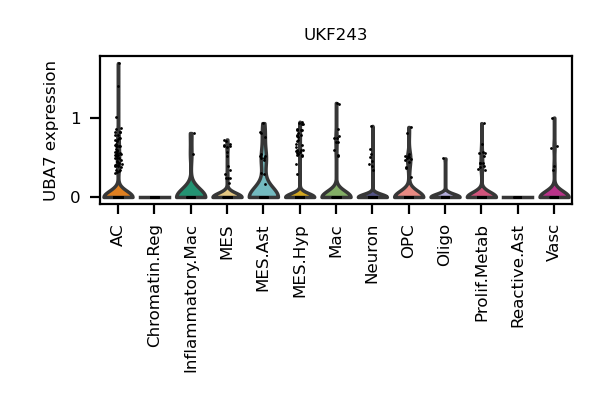 UKF243
UBA7 expression
1
0
AC
Chromatin.Reg
Inflammatory.Mac
MES
MES.Ast
MES.Hyp
Mac
Neuron
OPC
Oligo
Prolif.Metab
Reactive.Ast
Vasc